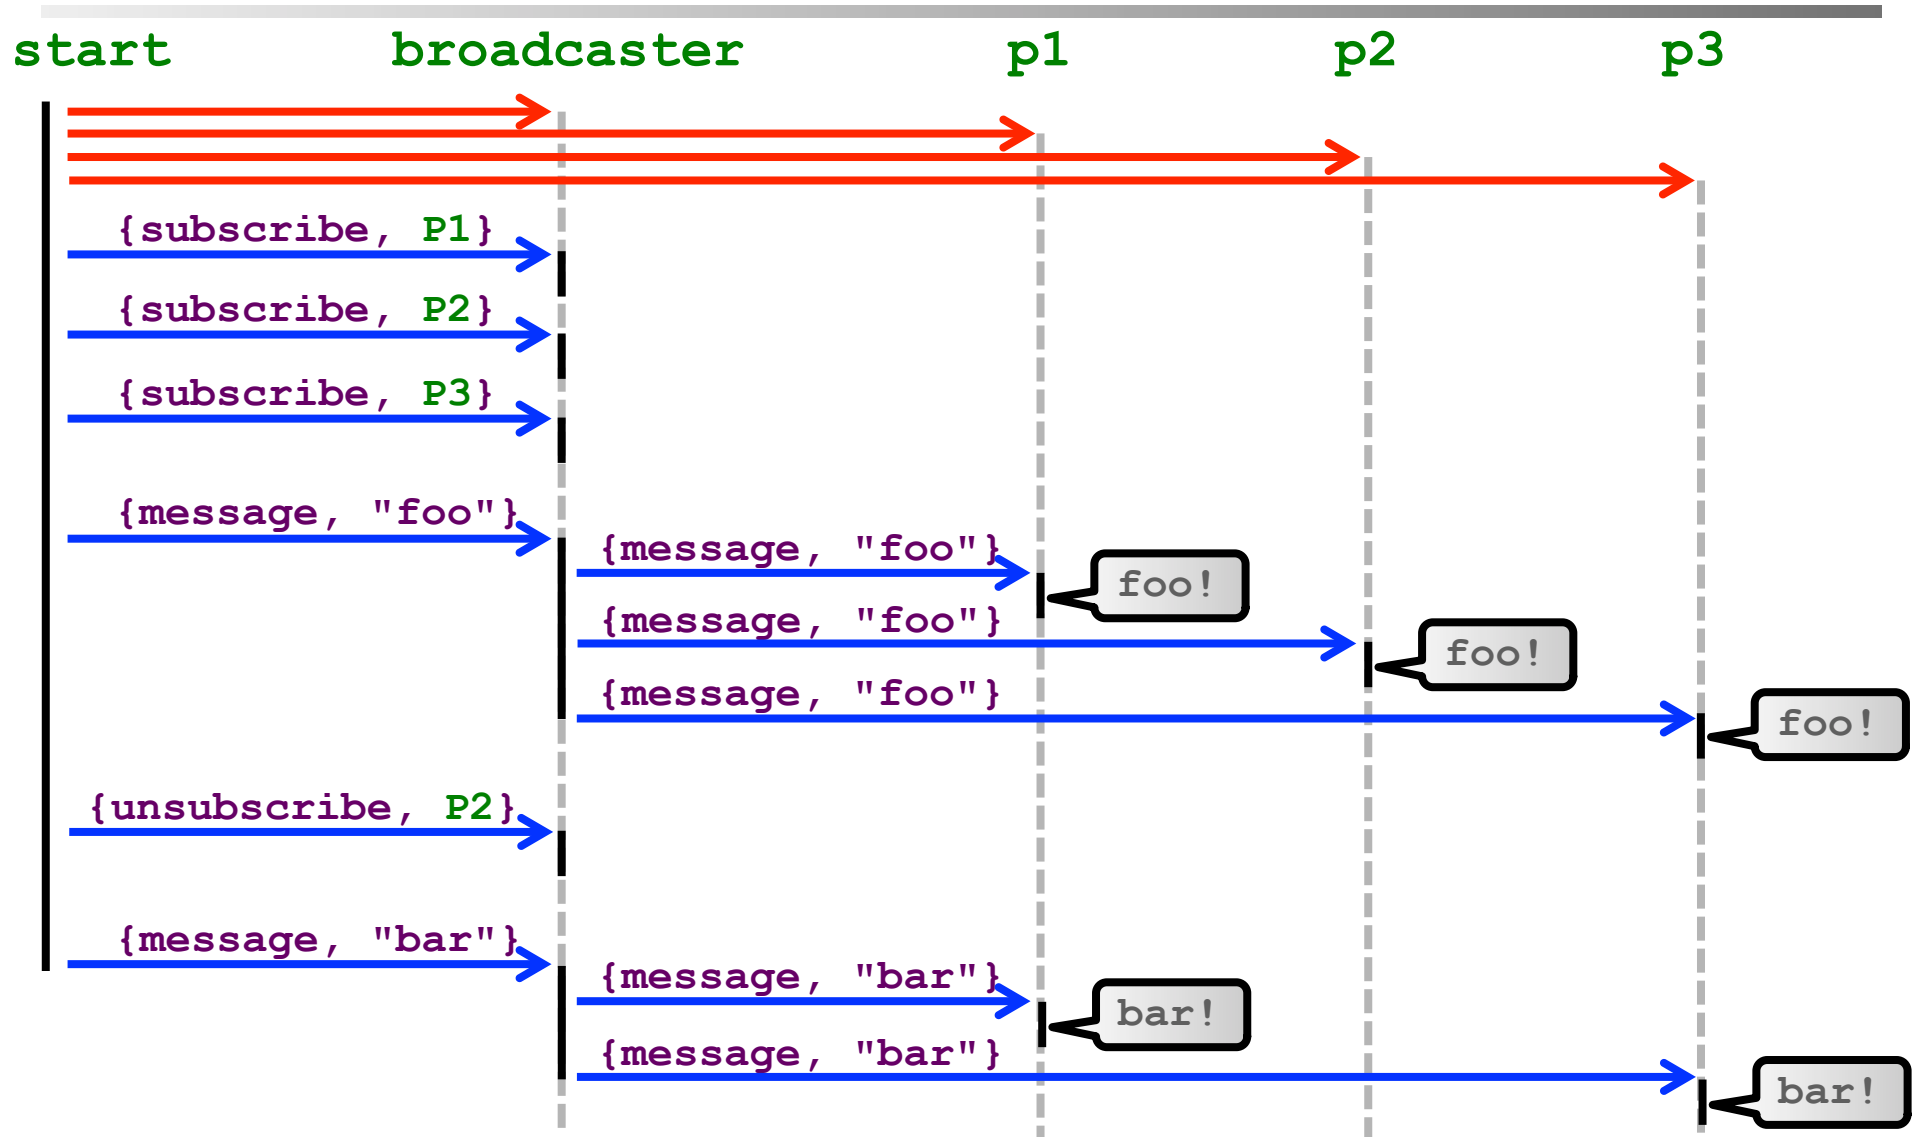 start broadcaster p1 p2 p3
{subscribe, P1}
{subscribe, P2}
{subscribe, P3}
{message, "foo"}
{message, "foo"}
foo!
{message, "foo"}
foo!
{message, "foo"}
foo!
{unsubscribe, P2}
{message, "bar"}
{message, "bar"}
bar!
{message, "bar"}
bar!